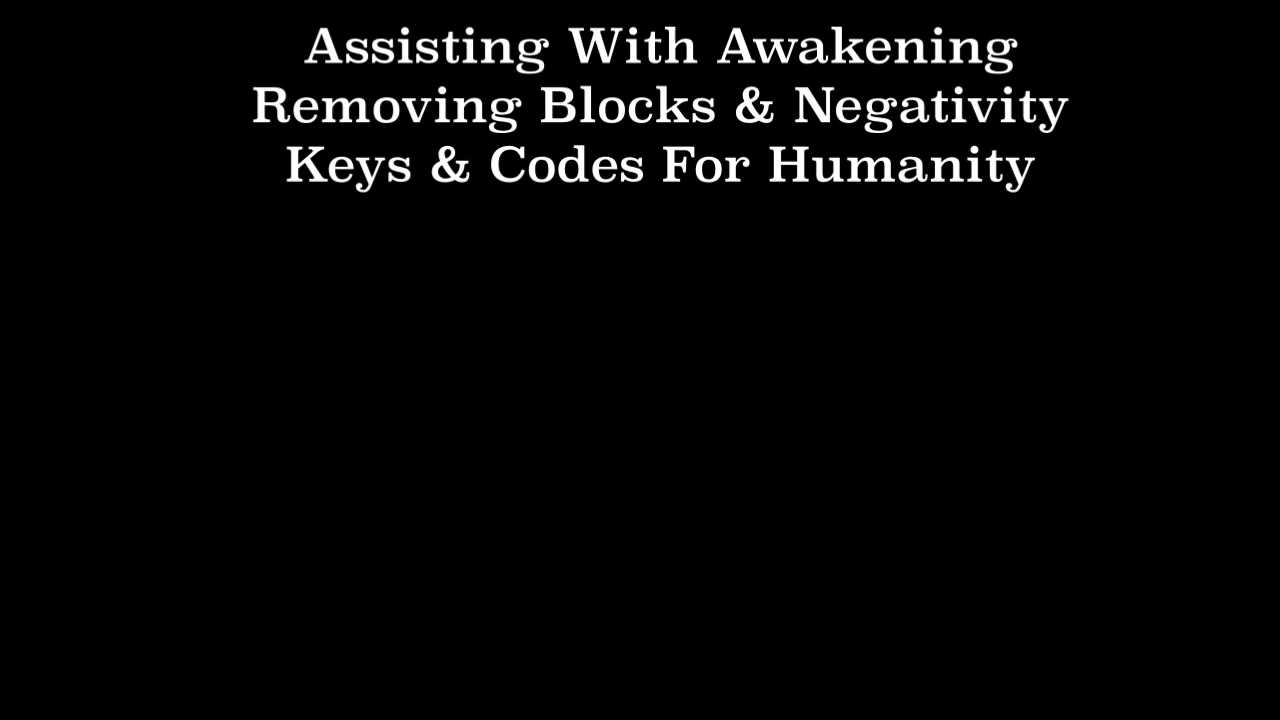 Assisting With Awakening
Removing Blocks & Negativity
Keys & Codes For Humanity